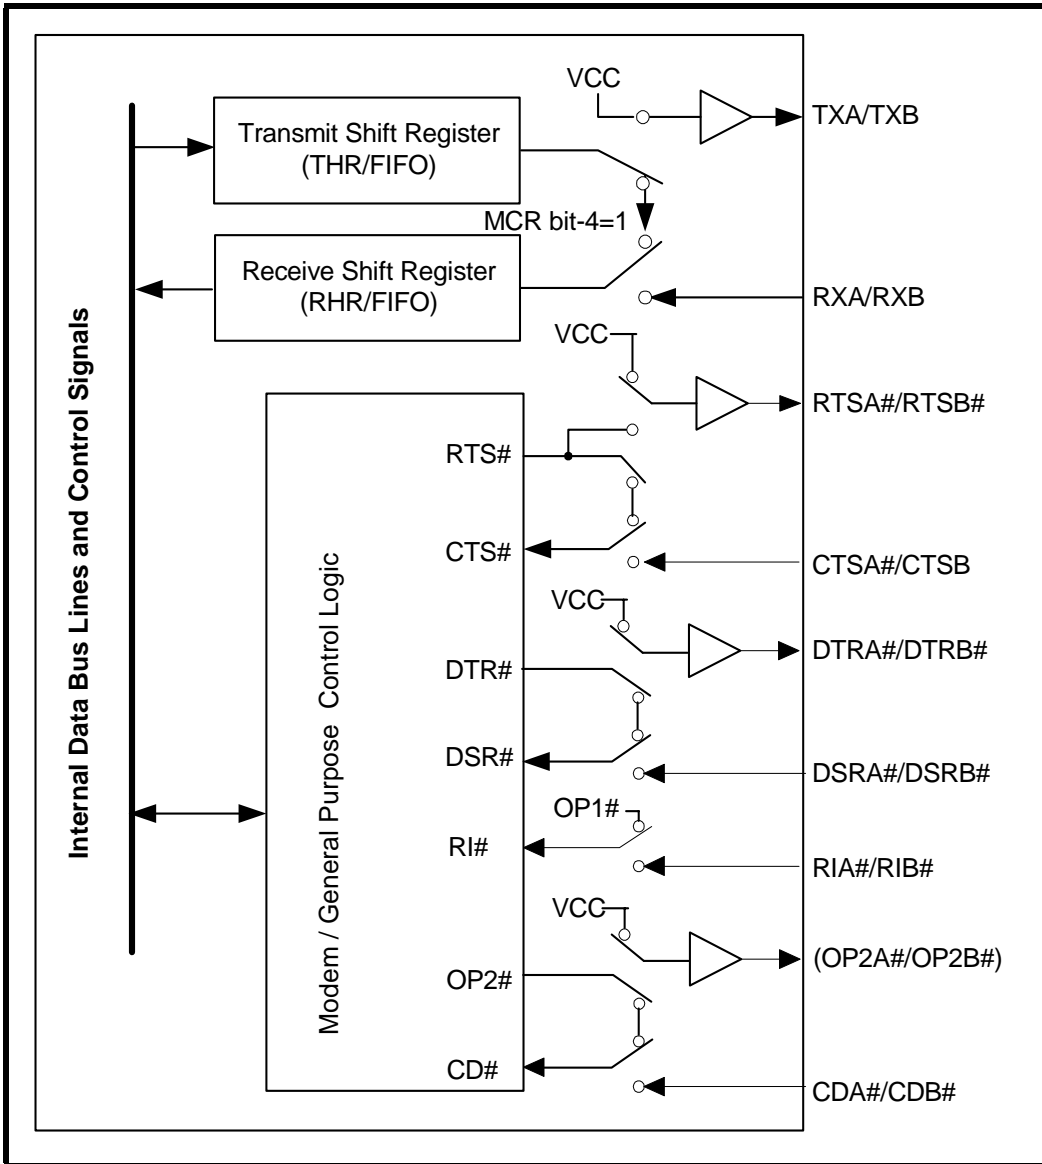 VCC
TXA/TXB
Transmit Shift Register
(THR/FIFO)
MCR bit-4=1
Receive Shift Register
(RHR/FIFO)
RXA/RXB
VCC
RTSA#/RTSB#
RTS#
CTS#
CTSA#/CTSB
VCC
DTRA#/DTRB#
DTR#
DSR#
DSRA#/DSRB#
OP1#
RI#
RIA#/RIB#
VCC
(OP2A#/OP2B#)
OP2#
CD#
CDA#/CDB#
Internal Data Bus Lines and Control Signals
Modem / General Purpose Control Logic